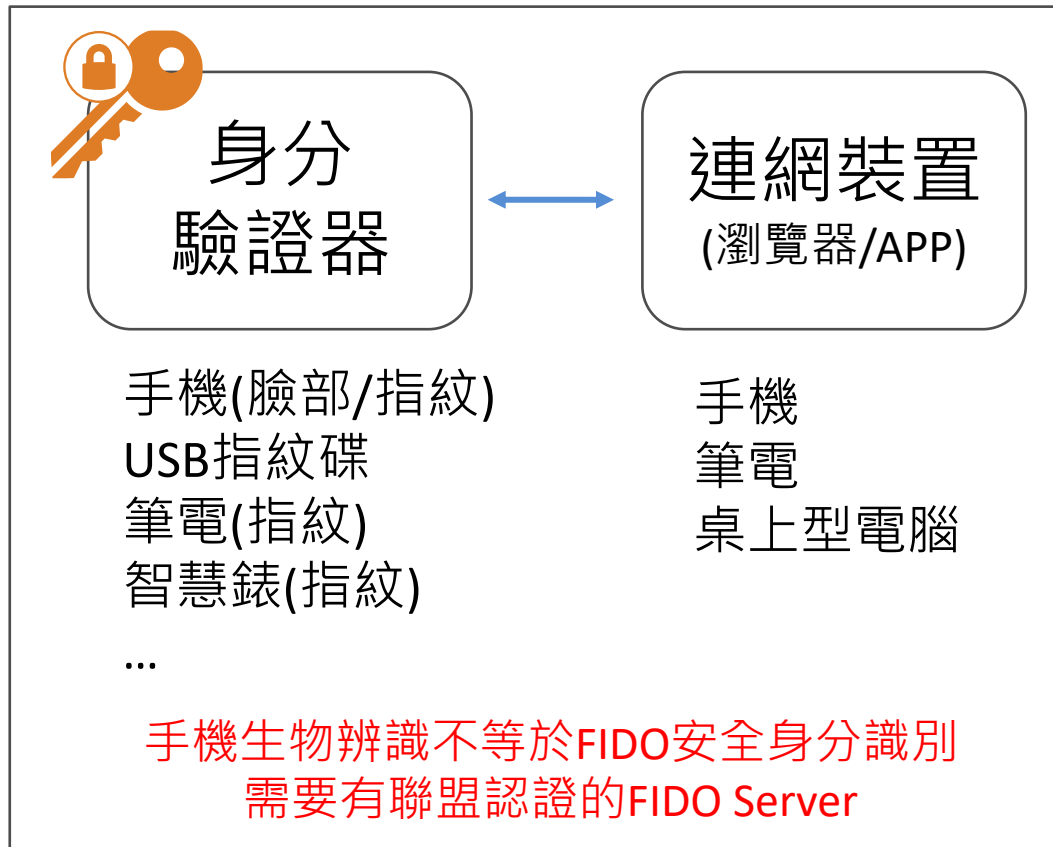 身分
驗證器
連網裝置
(瀏覽器/APP)
手機(臉部/指紋)
USB指紋碟
筆電(指紋)
智慧錶(指紋)
...
手機
筆電
桌上型電腦
手機生物辨識不等於FIDO安全身分識別
需要有聯盟認證的FIDO Server